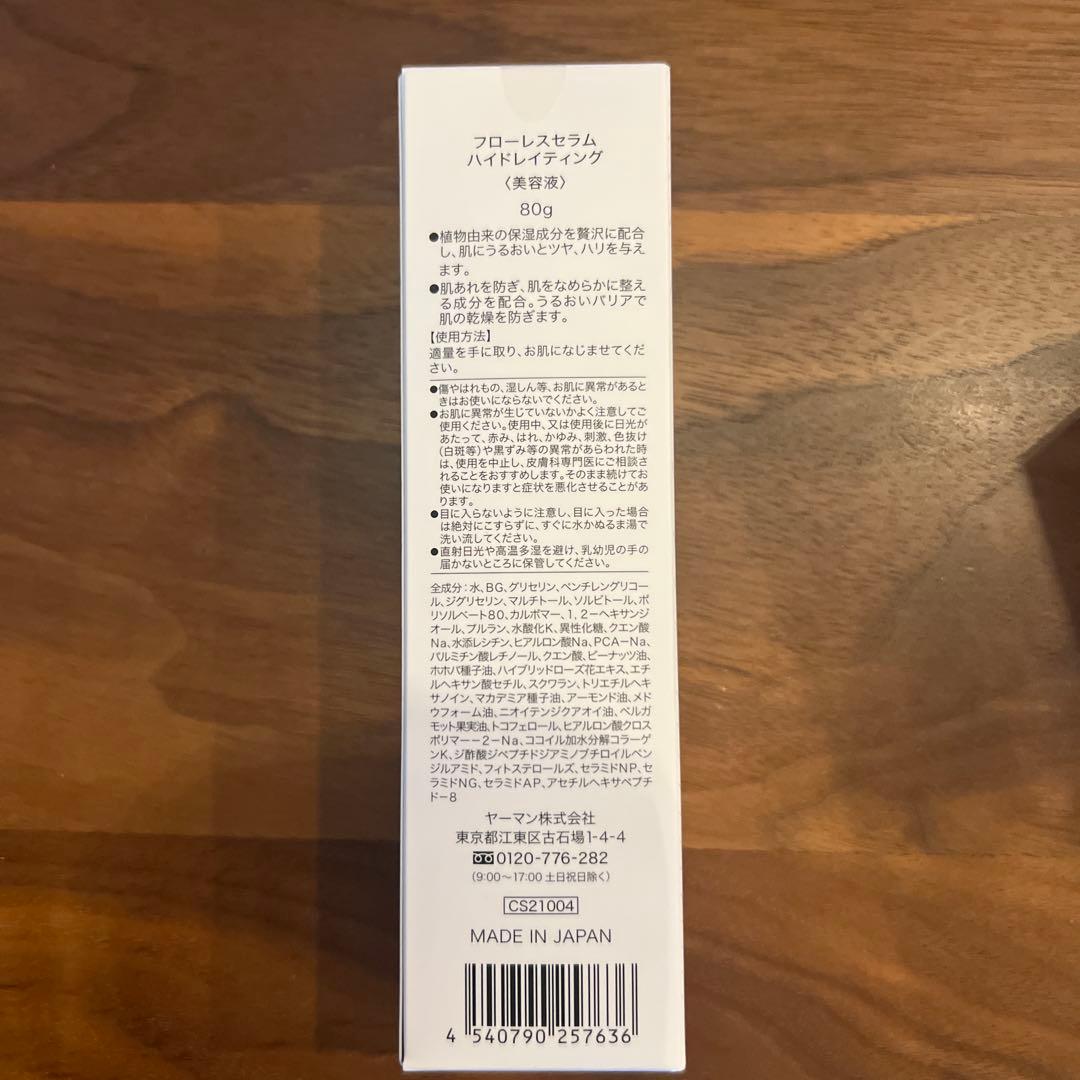 フローレスセラム
ハイドレイティング
〈美容液〉
80g
●植物由来の保湿成分を贅沢に配合
し、肌にうるおいとツヤ、ハリを与え
ます。
●肌あれを防ぎ、肌をなめらかに整え
る成分を配合。うるおいバリアで
肌の乾燥を防ぎます。
【使用方法】
適量を手に取り、お肌になじませてくだ
さい。
●傷やはれもの、湿しん等、お肌に異常があると
きはお使いにならないでください。
●お肌に異常が生じていないかよく注意してご
使用ください。使用中、又は使用後に日光が
あたって、赤み、はれ、かゆみ、刺激、色抜け
(白斑等)や黒ずみ等の異常があらわれた時
は、使用を中止し、皮膚科専門医にご相談さ
れることをおすすめします。そのまま続けてお
使いになりますと症状を悪化させることがあ
ります。
●目に入らないように注意し、目に入った場合
は絶対にこすらずに、すぐに水かぬるま湯で
洗い流してください。
●直射日光や高温多湿を避け、乳幼児の手の
届かないところに保管してください。
全成分:水、BG、グリセリン、ペンチレングリコー
ル、ジグリセリン、マルチトール、ソルビトール、ポ
リソルベート80、カルボマー、1,2-ヘキサンジ
オール、プルラン、水酸化K、異性化糖、クエン酸
Na、水添レシチン、ヒアルロン酸Na、PCA-Na、
パルミチン酸レチノール、クエン酸、ピーナッツ油、
ホホバ種子油、ハイブリッドローズ花エキス、エチ
ルヘキサン酸セチル、スクワラン、トリエチルヘキ
サノイン、マカデミア種子油、アーモンド油、メド
ウフォーム油、ニオイテンジクアオイ油、ベルガ
モット果実油、トコフェロール、ヒアルロン酸クロス
ポリマー-2-Na、ココイル加水分解コラーゲ
ンK、ジ酢酸ジペプチドジアミノブチロイルベン
ジルアミド、フィトステロールズ、セラミドNP、セ
ラミドNG、セラミドAP、アセチルヘキサペプチ
ド-8
ヤーマン株式会社
東京都江東区古石場1-4-4
0120-776-282
(9:00〜17:00 土日祝日除く)
CS21004
MADE IN JAPAN
4 540790 257636